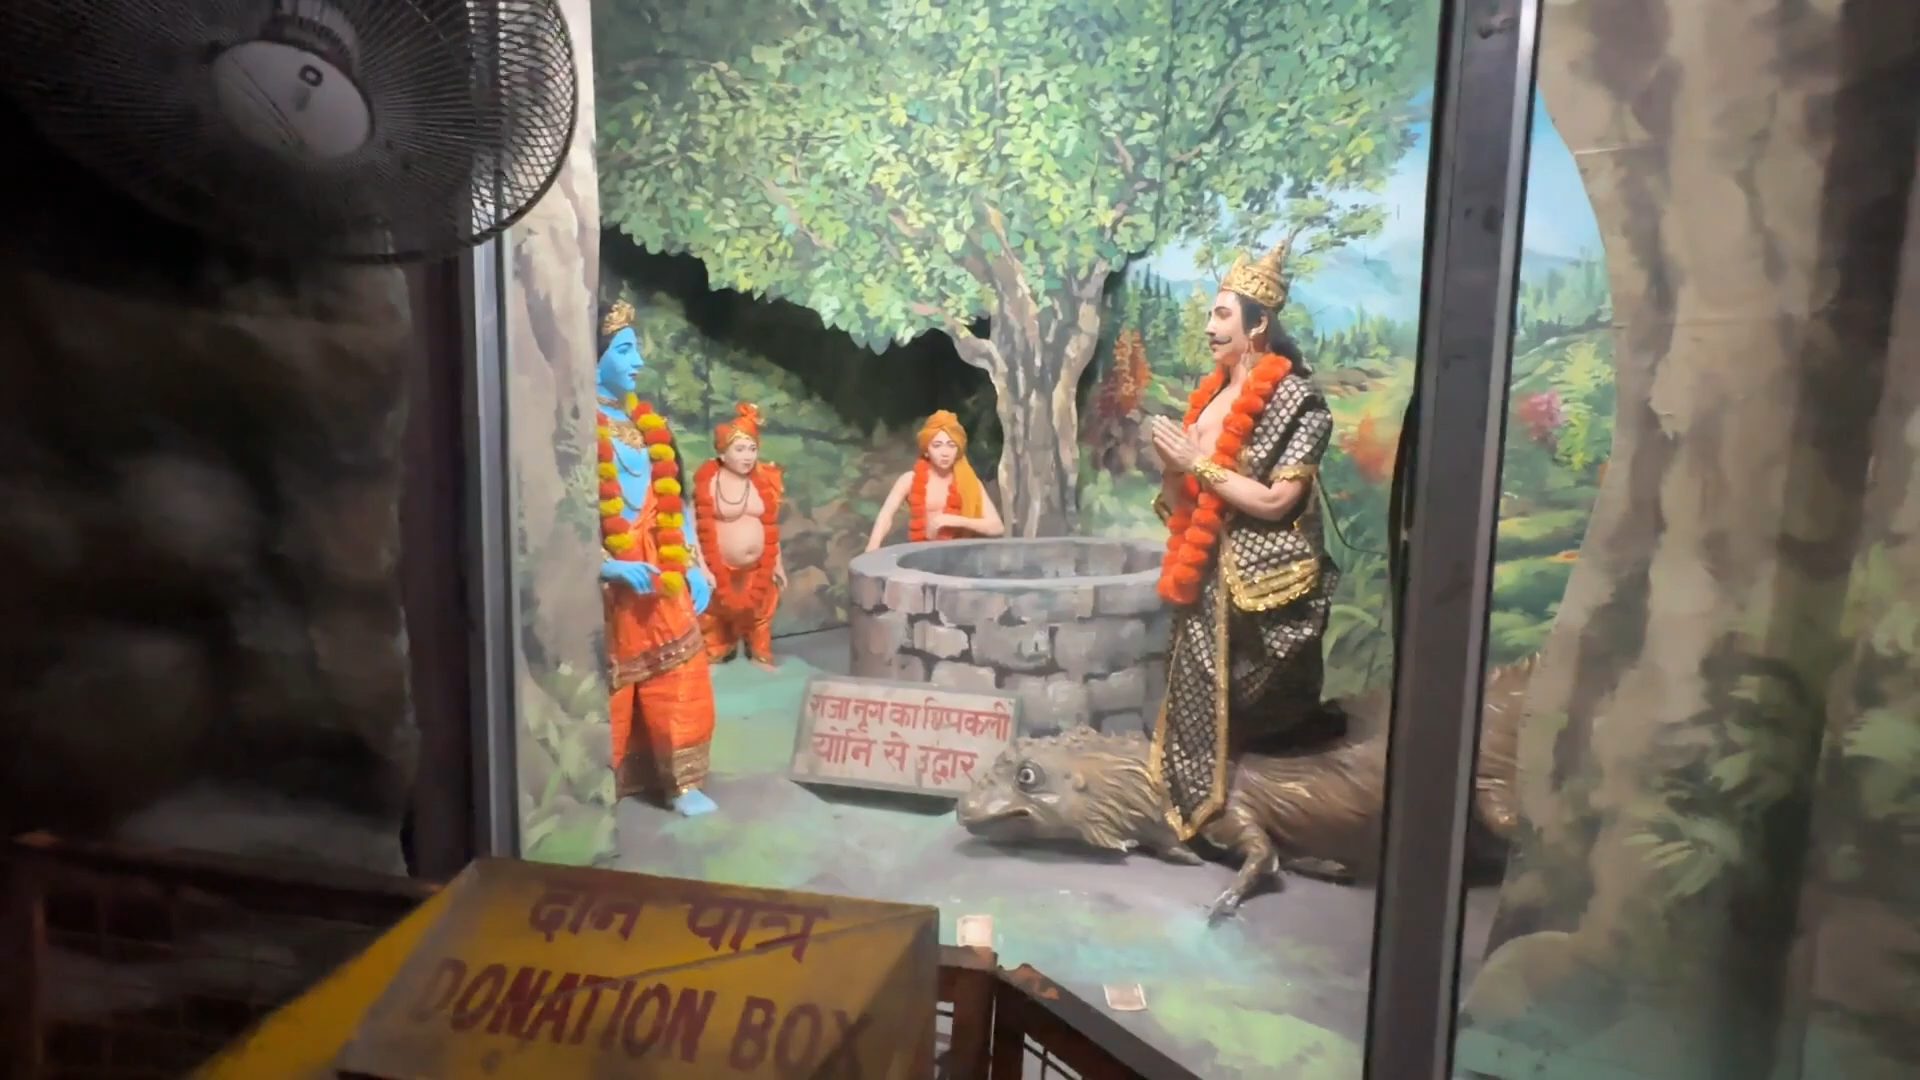 राजा नृग का छिपकली
योनि से उद्धार
दान पात्र
DONATION BOX